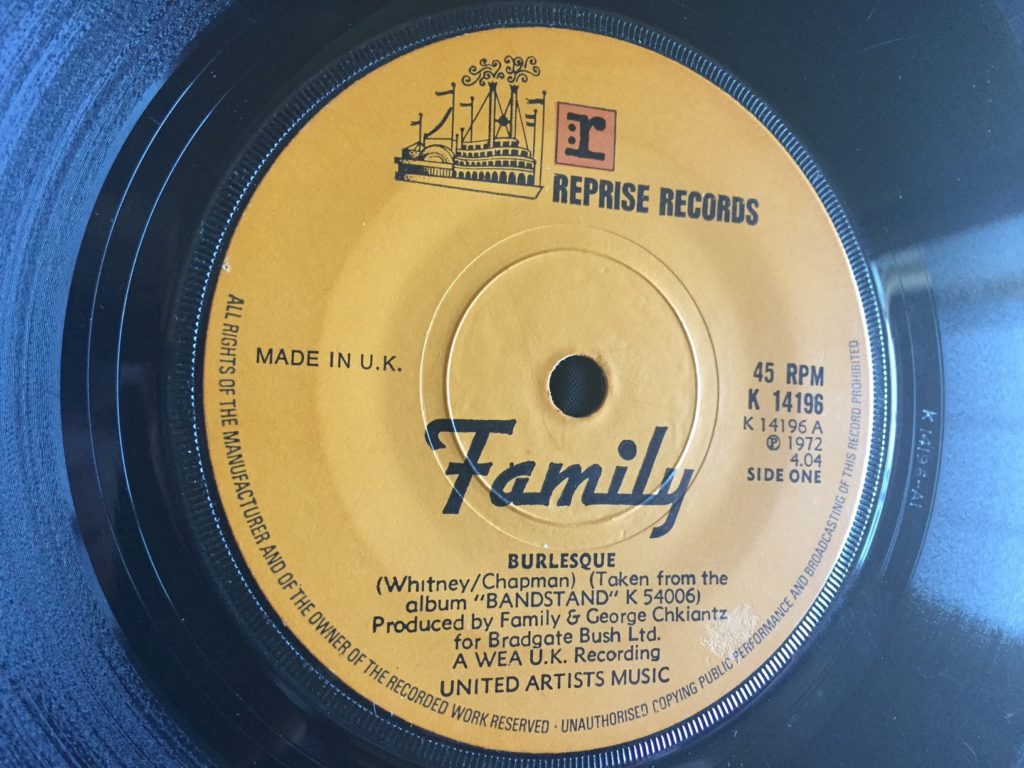 r
REPRISE RECORDS
MADE IN U.K.
45 RPM
K 14196
K 14196 A
Ⓟ 1972
4.04
SIDE ONE
Family
BURLESQUE
(Whitney/Chapman) (Taken from the
album "BANDSTAND" K 54006)
Produced by Family & George Chkiantz
for Bradgate Bush Ltd.
A WEA U.K. Recording
UNITED ARTISTS MUSIC
ALL RIGHTS OF THE MANUFACTURER AND OF THE OWNER OF THE RECORDED WORK RESERVED · UNAUTHORISED COPYING PUBLIC PERFORMANCE AND BROADCASTING OF THIS RECORD PROHIBITED
K 14196-A1